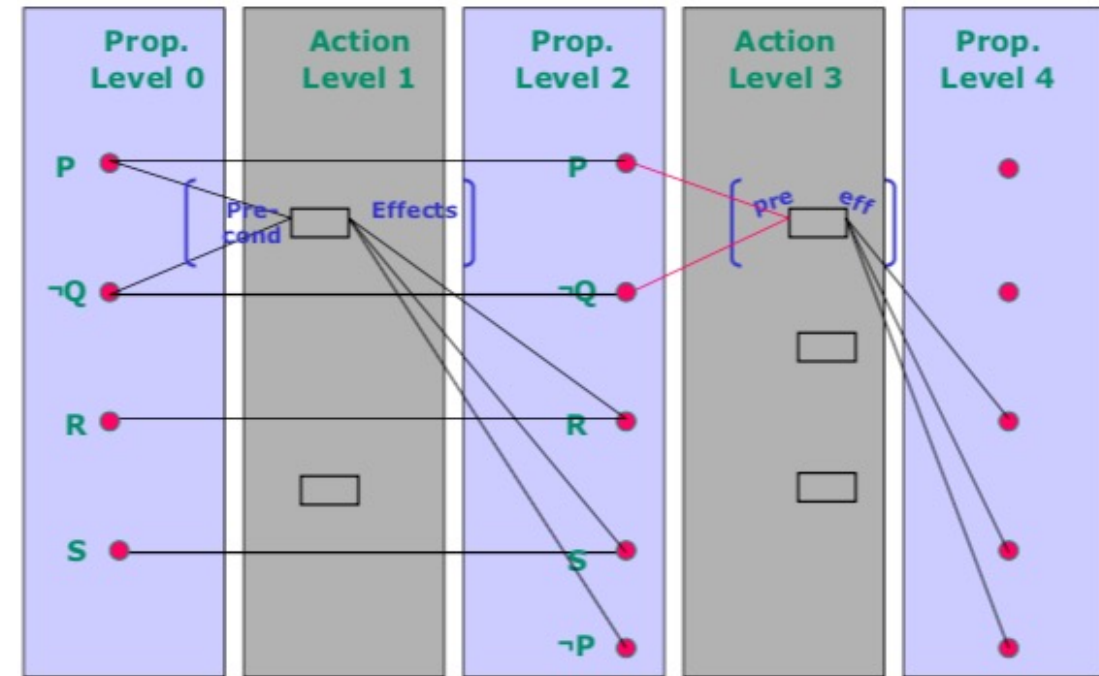 Prop.
Level 0
Action
Level 1
Prop.
Level 2
Action
Level 3
Prop.
Level 4
P
P
Pre-
cond
Effects
pre
eff
¬Q
¬Q
R
R
S
S
¬P